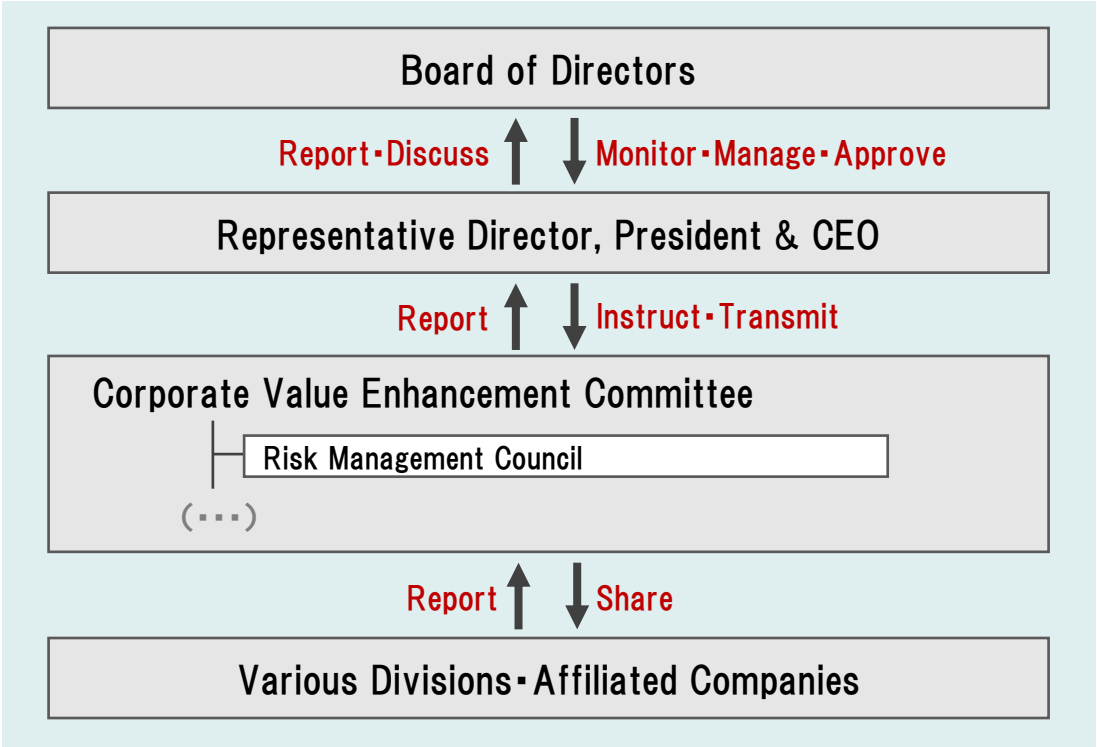 Board of Directors
Report・Discuss
Monitor・Manage・Approve
Representative Director, President & CEO
Report
Instruct・Transmit
Corporate Value Enhancement Committee
Risk Management Council
(・・・)
Report
Share
Various Divisions・Affiliated Companies